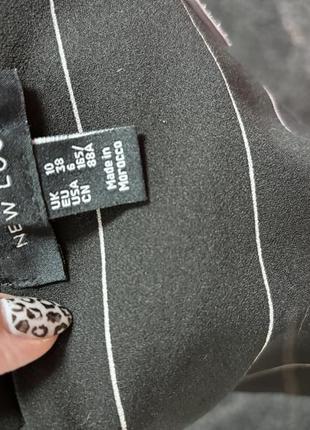 NEW LOO
UK 10
EU 38
USA 6
CN 165/
88A
Made in
Morocco